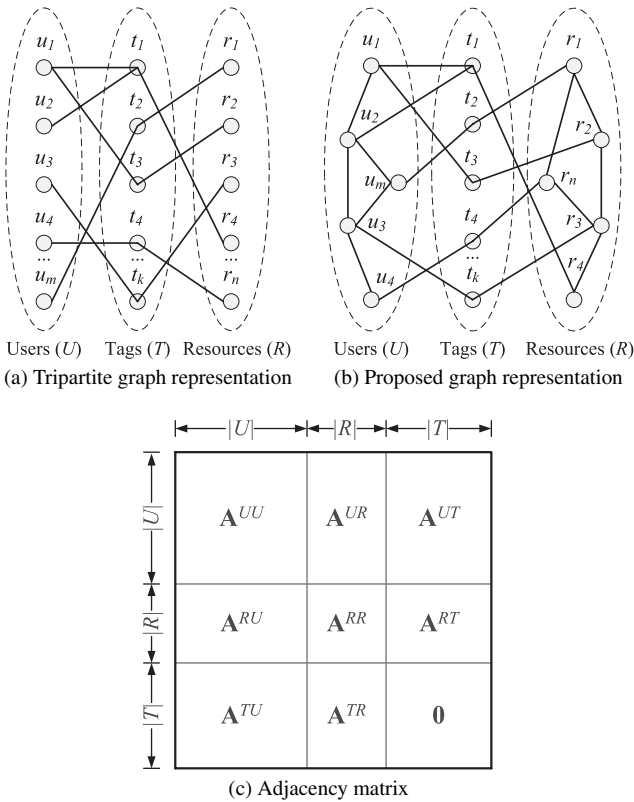 u1 t1 r1
u2 t2 r2
u3 t3 r3
u4 t4 r4
... ... ...
um tk rn
Users (U) Tags (T) Resources (R)
(a) Tripartite graph representation
u1 t1 r1
u2 t2 r2
um t3 rn
u3 t4 r3
...
u4 tk r4
Users (U) Tags (T) Resources (R)
(b) Proposed graph representation
|U| |R| |T|
|U| A^UU A^UR A^UT
|R| A^RU A^RR A^RT
|T| A^TU A^TR 0
(c) Adjacency matrix